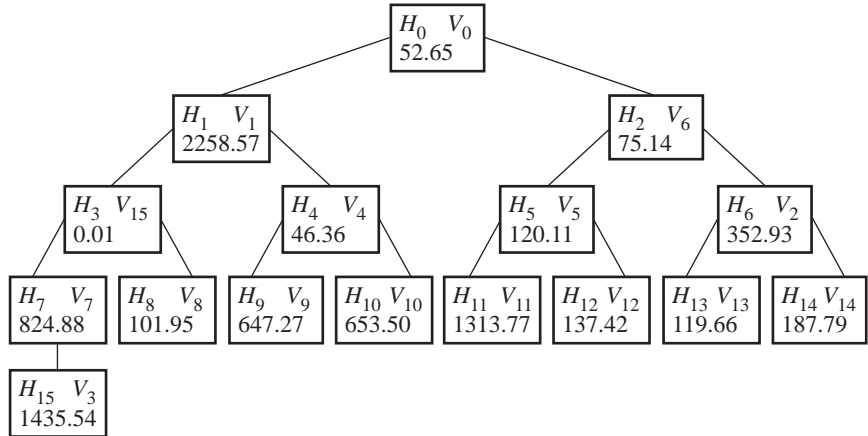 H₀ V₀
52.65
H₁ V₁
2258.57
H₂ V₆
75.14
H₃ V₁₅
0.01
H₄ V₄
46.36
H₅ V₅
120.11
H₆ V₂
352.93
H₇ V₇
824.88
H₈ V₈
101.95
H₉ V₉
647.27
H₁₀ V₁₀
653.50
H₁₁ V₁₁
1313.77
H₁₂ V₁₂
137.42
H₁₃ V₁₃
119.66
H₁₄ V₁₄
187.79
H₁₅ V₃
1435.54